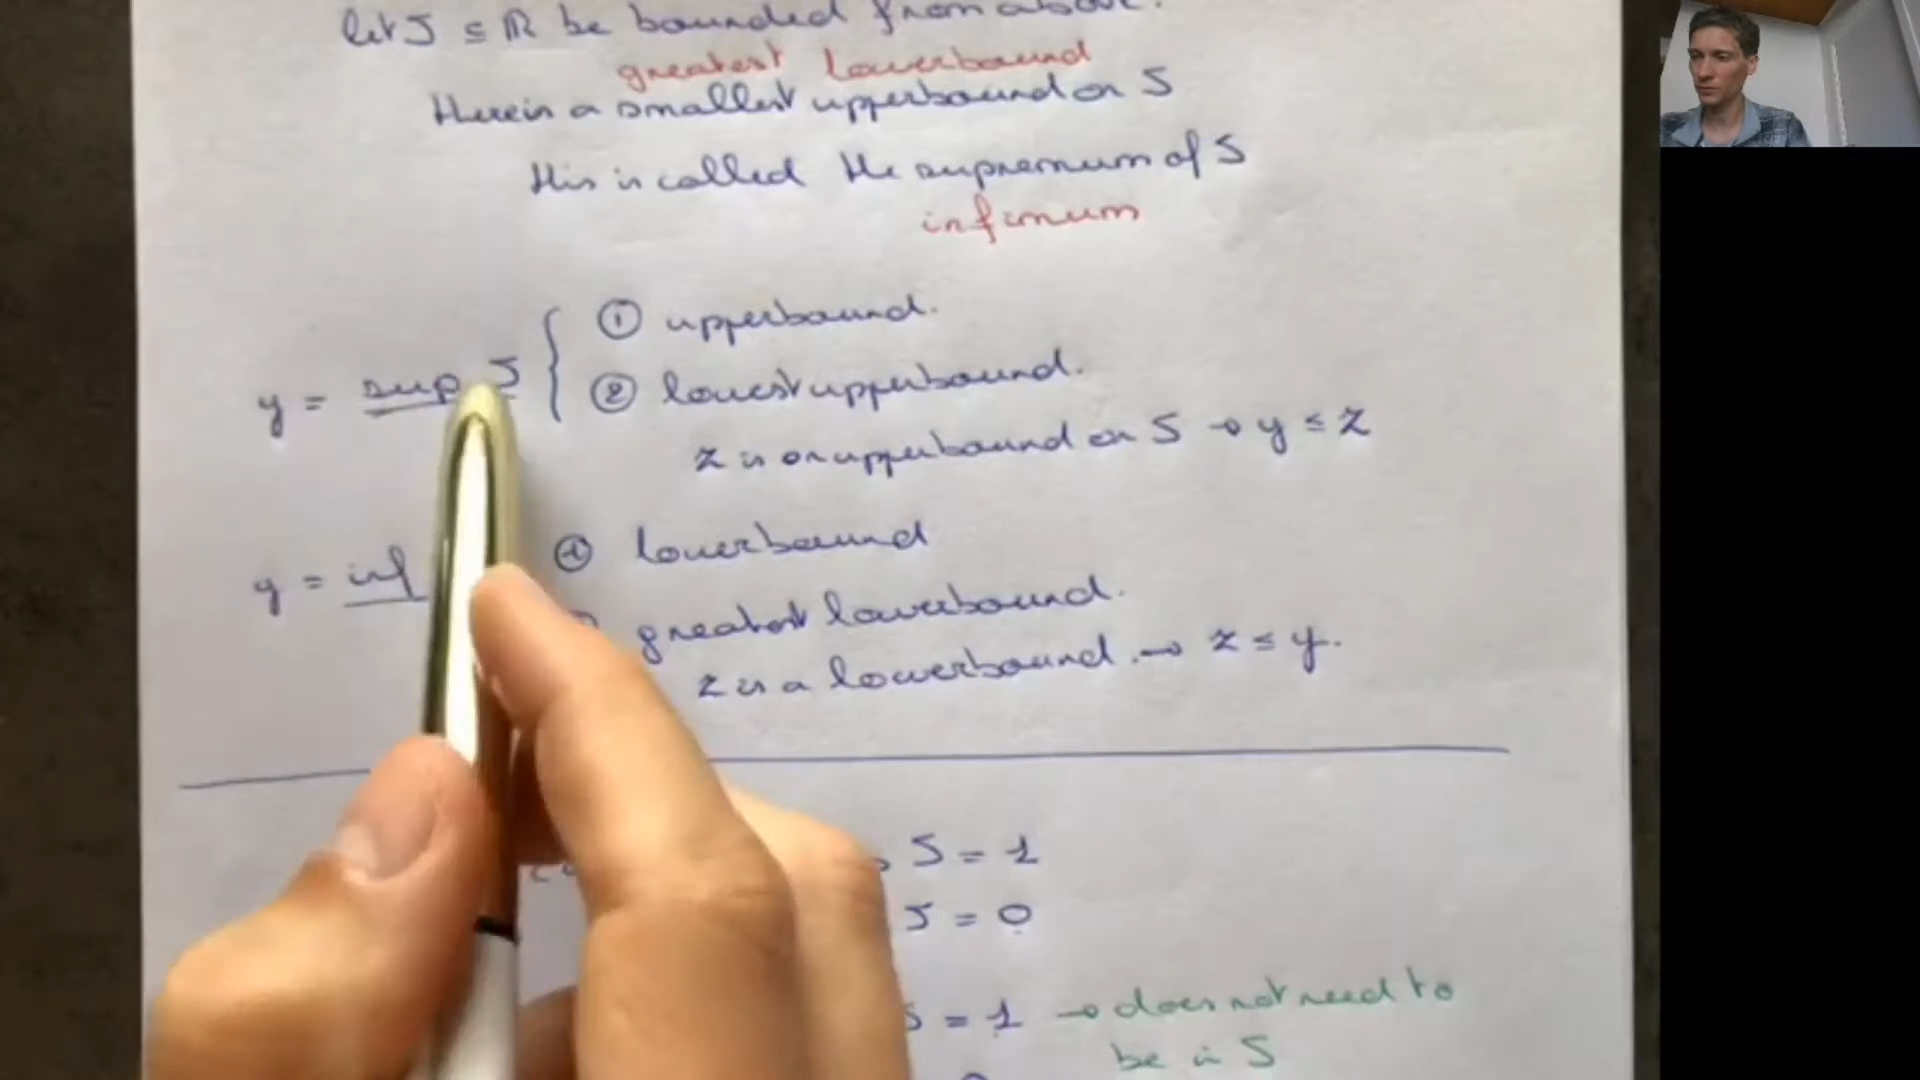 let S ⊆ ℝ be bounded from above.
greatest lowerbound
there is a smallest upperbound on S
this is called the supremum of S
infimum
① upperbound.
y = sup S
② lowest upperbound.
z is an upperbound on S → y ≤ z
① lowerbound
y = inf
greatest lowerbound.
z is a lowerbound. → z ≤ y.
S = 1
S = 0
S = 1 → does not need to
be in S